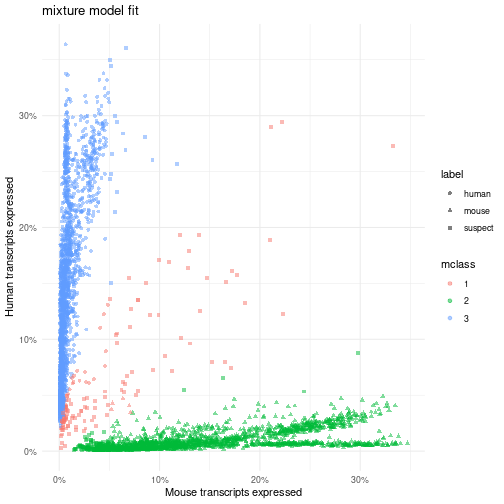 mixture model fit
Human transcripts expressed
30%
20%
10%
0%
0%
10%
20%
30%
Mouse transcripts expressed
label
human
mouse
suspect
mclass
1
2
3